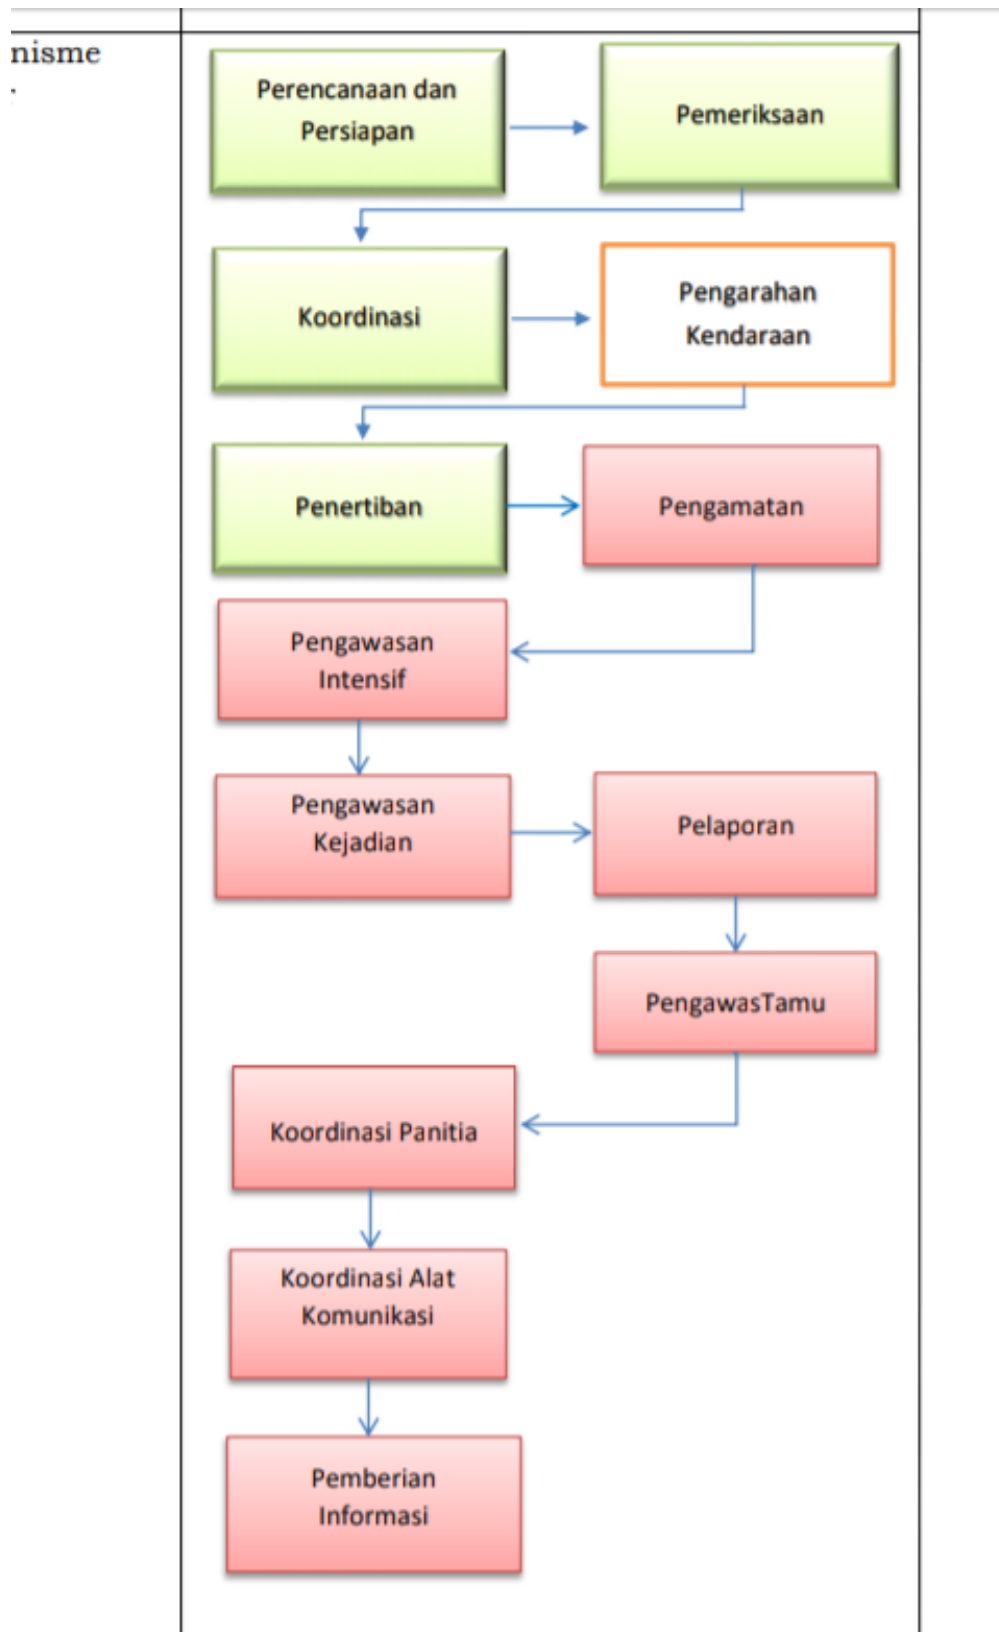 nisme
Perencanaan dan
Persiapan
Pemeriksaan
Koordinasi
Pengarahan
Kendaraan
Penertiban
Pengamatan
Pengawasan
Intensif
Pengawasan
Kejadian
Pelaporan
PengawasTamu
Koordinasi Panitia
Koordinasi Alat
Komunikasi
Pemberian
Informasi